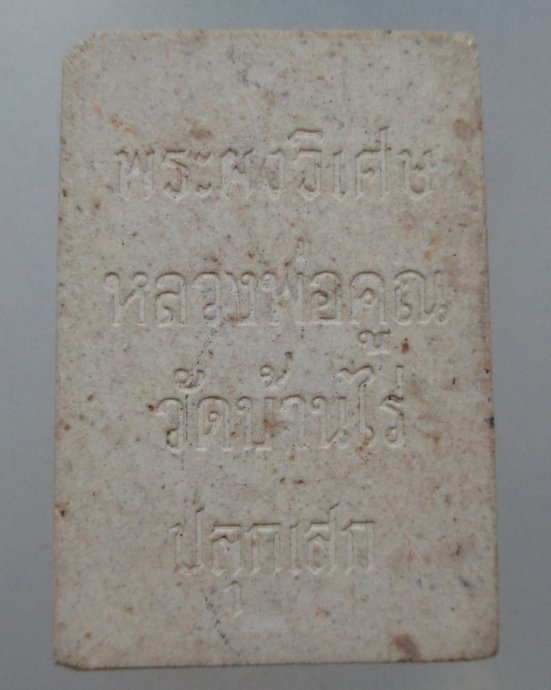 พระผงวิเศษ
หลวงพ่อคูณ
วัดบ้านไร่
ปลุกเสก